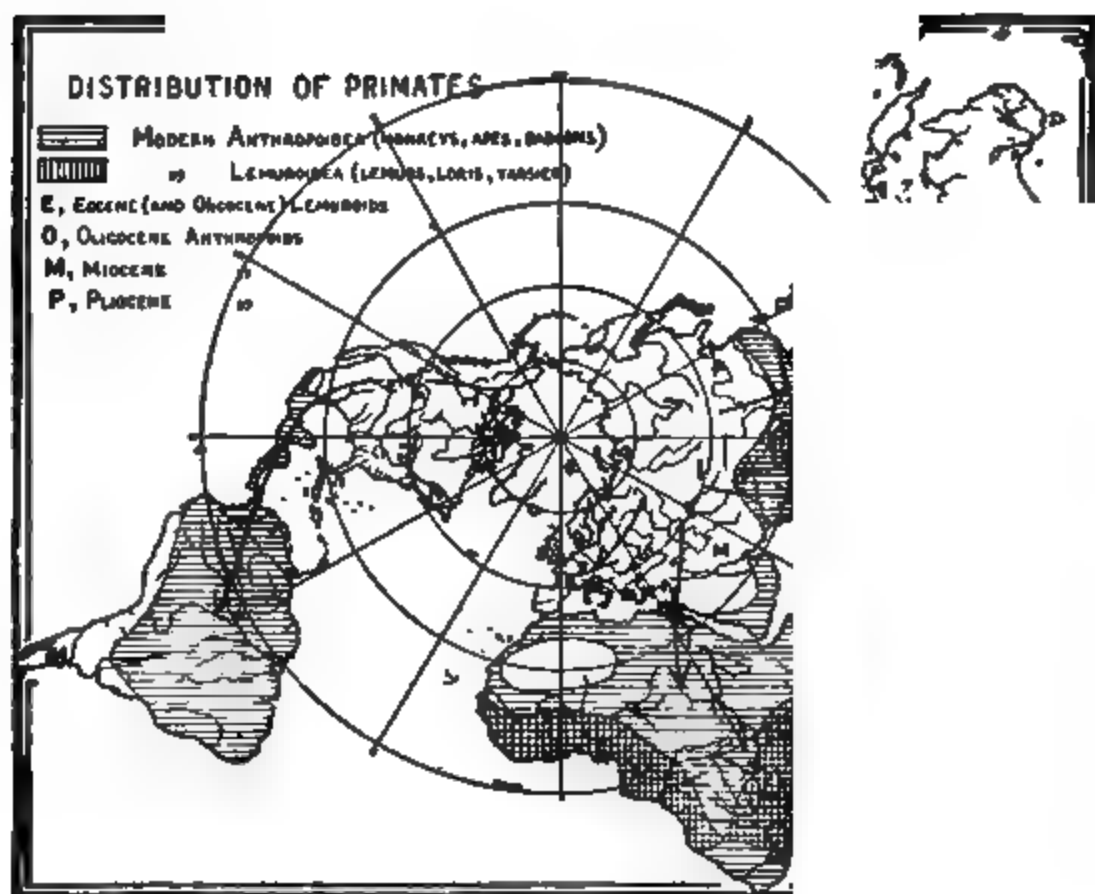 DISTRIBUTION OF PRIMATES
MODERN ANTHROPOIDEA (MONKEYS, APES, BABOONS)
" LEMUROIDEA (LEMURS, LORIS, TARSIER)
E, EOCENE (AND OLIGOCENE) LEMUROIDS
O, OLIGOCENE ANTHROPOIDS
M, MIOCENE "
P, PLIOCENE "
M
E
P